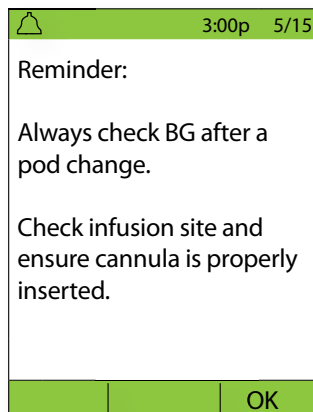 3:00p 5/15
Reminder:
Always check BG after a
pod change.
Check infusion site and
ensure cannula is properly
inserted.
OK